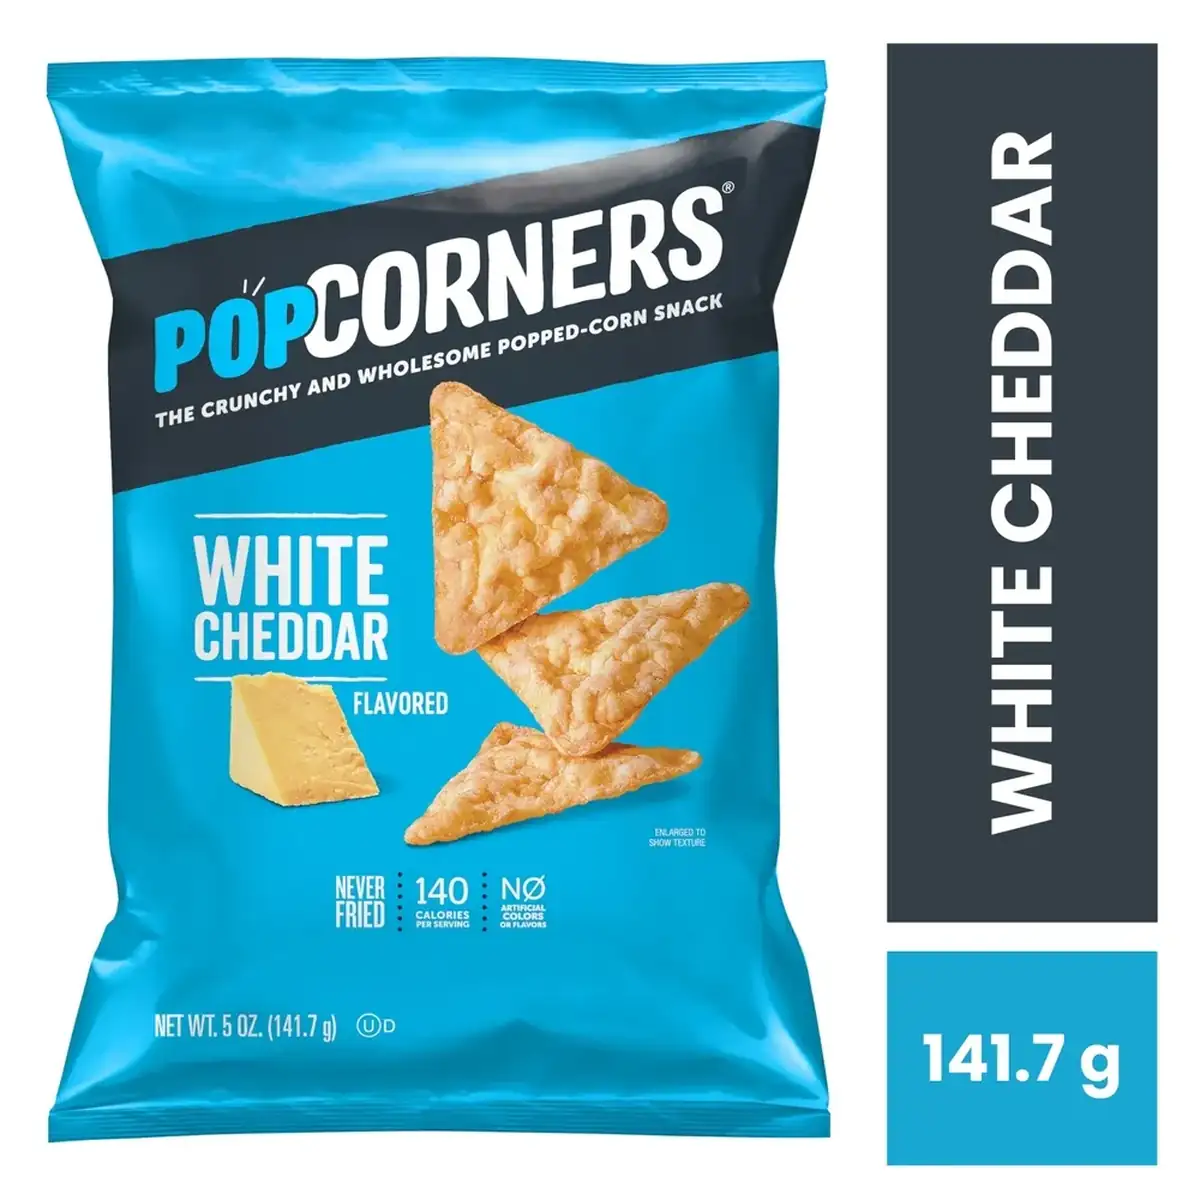 POPCORNERS®
THE CRUNCHY AND WHOLESOME POPPED-CORN SNACK
WHITE
CHEDDAR
FLAVORED
ENLARGED TO
SHOW TEXTURE
NEVER
FRIED
140
CALORIES
PER SERVING
NØ
ARTIFICIAL
COLORS
OR FLAVORS
NET WT. 5 OZ. (141.7 g)
UD
WHITE CHEDDAR
141.7 g